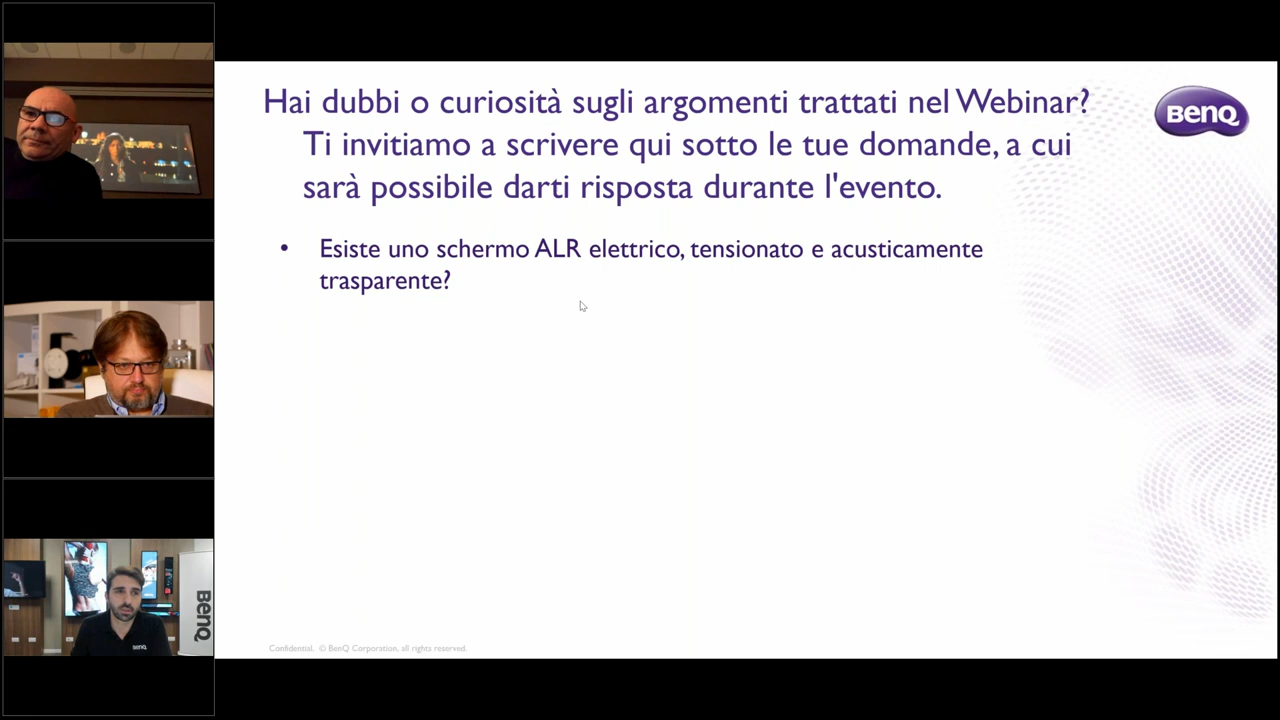 Hai dubbi o curiosità sugli argomenti trattati nel Webinar?
Ti invitiamo a scrivere qui sotto le tue domande, a cui
sarà possibile darti risposta durante l'evento.
BenQ
• Esiste uno schermo ALR elettrico, tensionato e acusticamente
trasparente?
BenQ
BenQ
Confidential. © BenQ Corporation, all rights reserved.